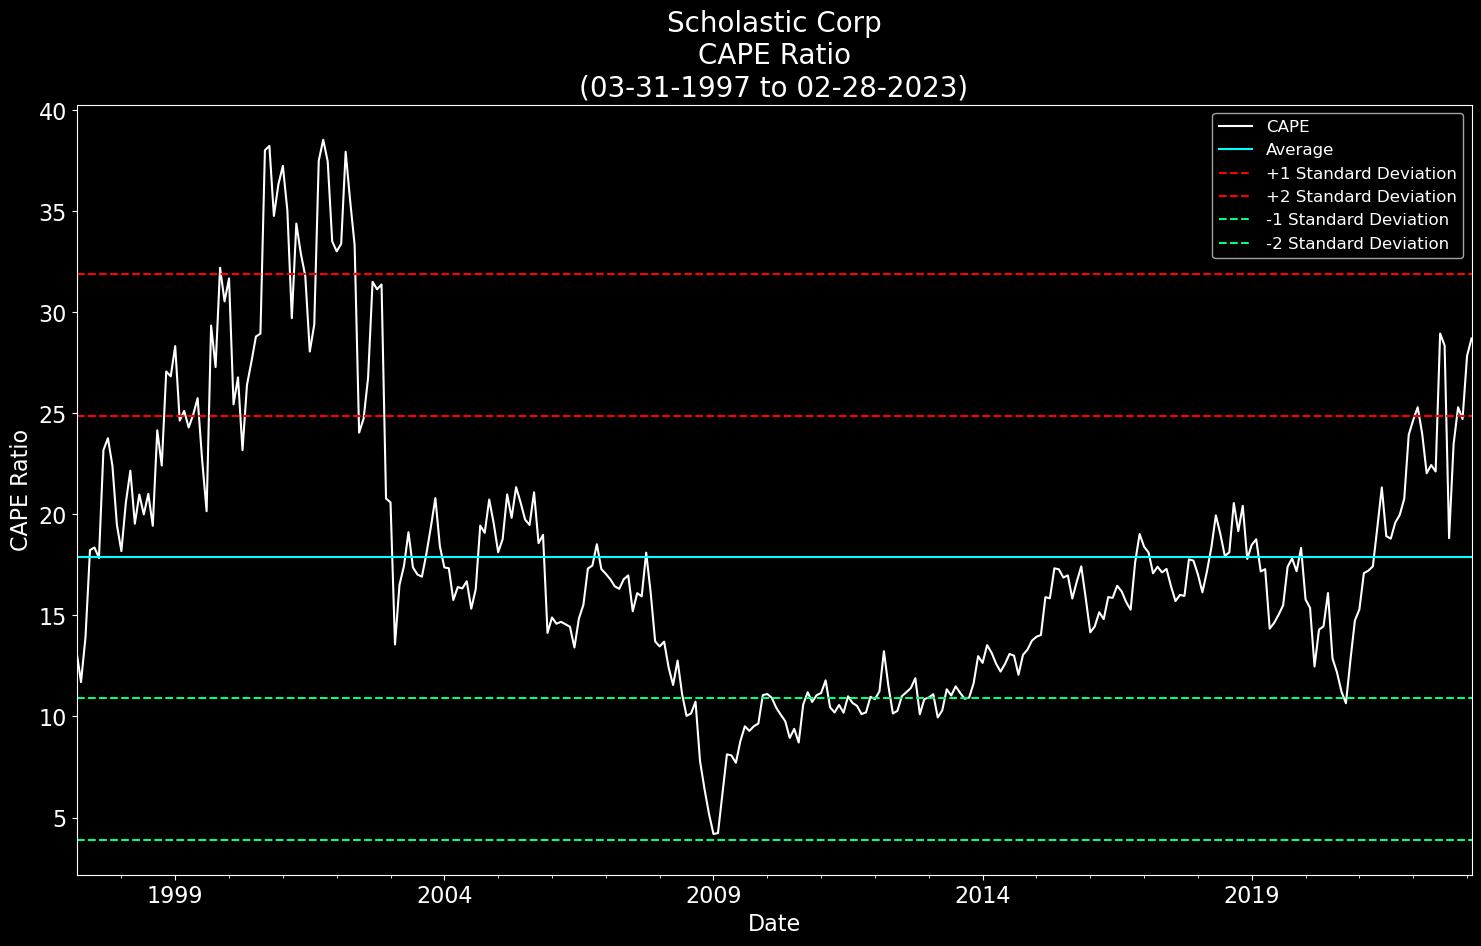 Scholastic Corp
CAPE Ratio
(03-31-1997 to 02-28-2023)
CAPE
Average
+1 Standard Deviation
+2 Standard Deviation
-1 Standard Deviation
-2 Standard Deviation
CAPE Ratio
40
35
30
25
20
15
10
5
1999
2004
2009
2014
2019
Date